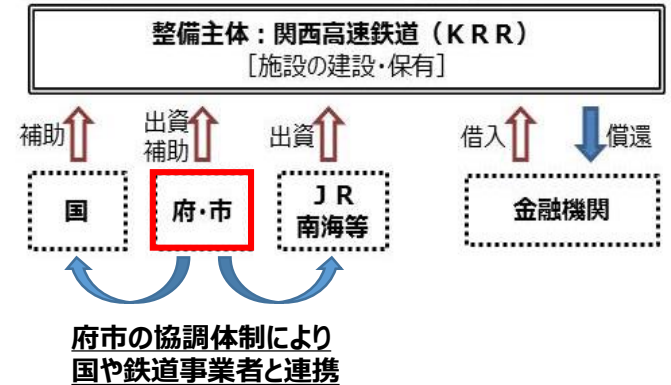 整備主体：関西高速鉄道（ＫＲＲ）
［施設の建設・保有］
補助
出資
補助
出資
借入
償還
国
府・市
ＪＲ
南海等
金融機関
府市の協調体制により
国や鉄道事業者と連携